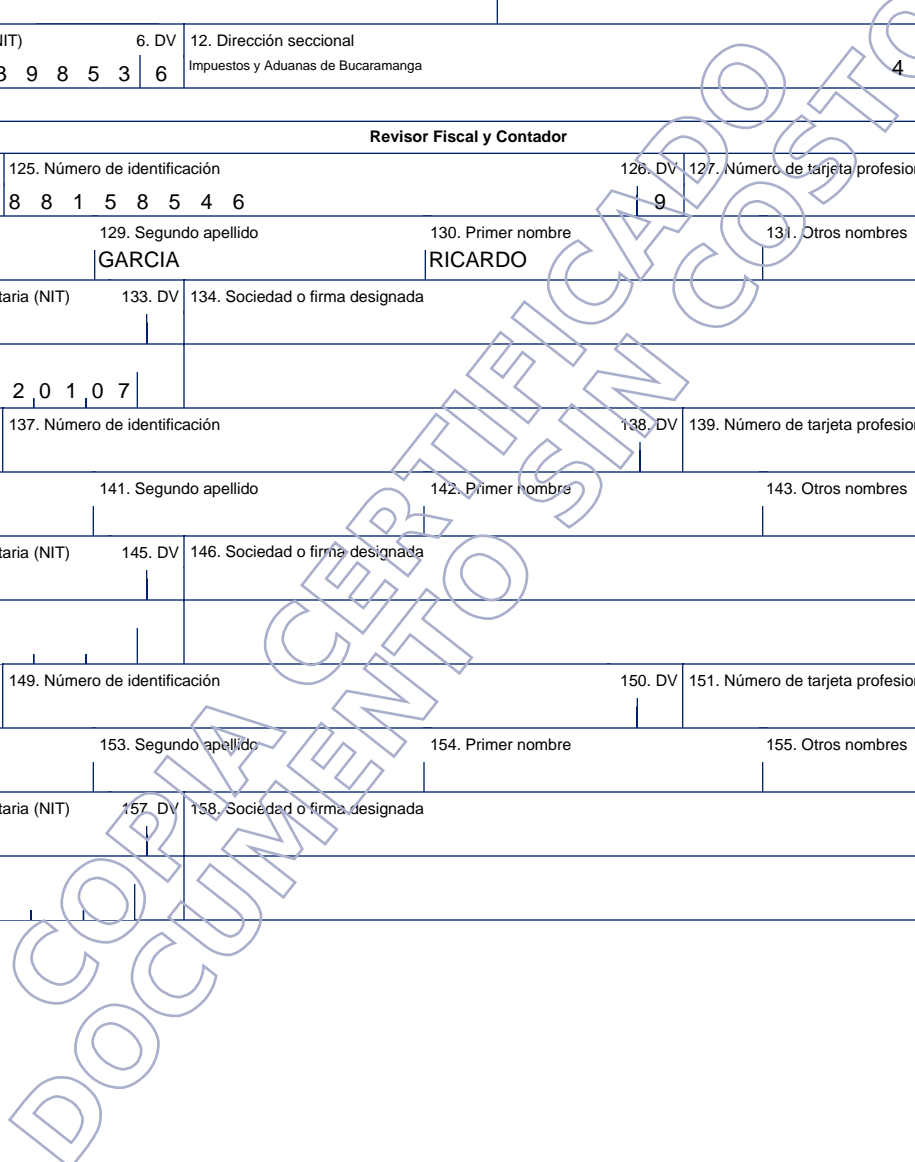 IT) 6. DV 12. Dirección seccional
9 8 5 3 6 Impuestos y Aduanas de Bucaramanga 4
Revisor Fiscal y Contador
125. Número de identificación 126. DV 127. Número de tarjeta profesion
8 8 1 5 8 5 4 6 9
129. Segundo apellido 130. Primer nombre 131. Otros nombres
GARCIA RICARDO
taria (NIT) 133. DV 134. Sociedad o firma designada
2 0 1 0 7
137. Número de identificación 138. DV 139. Número de tarjeta profesion
141. Segundo apellido 142. Primer nombre 143. Otros nombres
taria (NIT) 145. DV 146. Sociedad o firma designada
149. Número de identificación 150. DV 151. Número de tarjeta profesion
153. Segundo apellido 154. Primer nombre 155. Otros nombres
taria (NIT) 157. DV 158. Sociedad o firma designada
COPIA CERTIFICADO
DOCUMENTO SIN COSTO